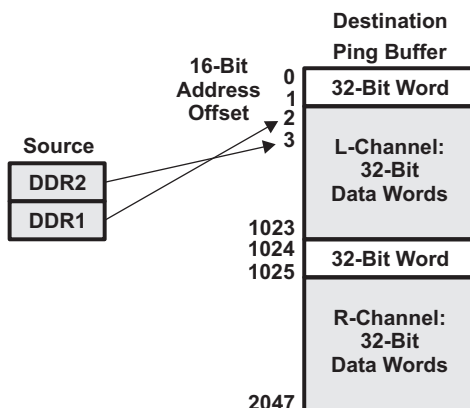 Destination
Ping Buffer
16-Bit
Address
Offset
0
1
2
3
32-Bit Word
Source
DDR2
DDR1
L-Channel:
32-Bit
Data Words
1023
1024
1025
32-Bit Word
R-Channel:
32-Bit
Data Words
2047